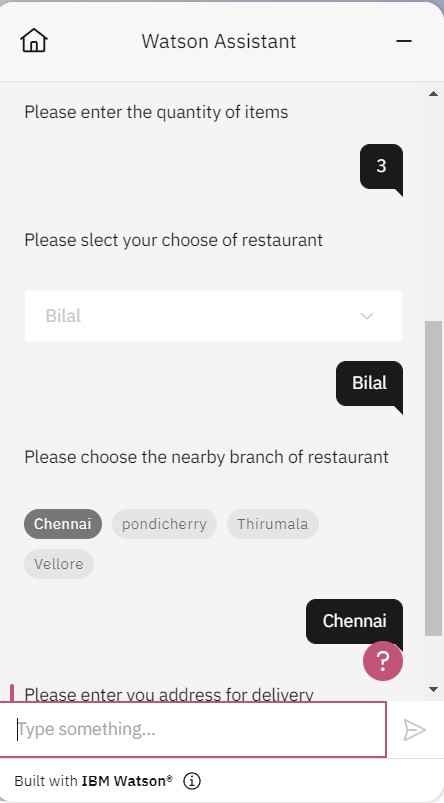 Watson Assistant
Please enter the quantity of items
3
Please slect your choose of restaurant
Bilal
Bilal
Please choose the nearby branch of restaurant
Chennai pondicherry Thirumala
Vellore
Chennai
?
Please enter you address for delivery
Type something...
Built with IBM Watson®